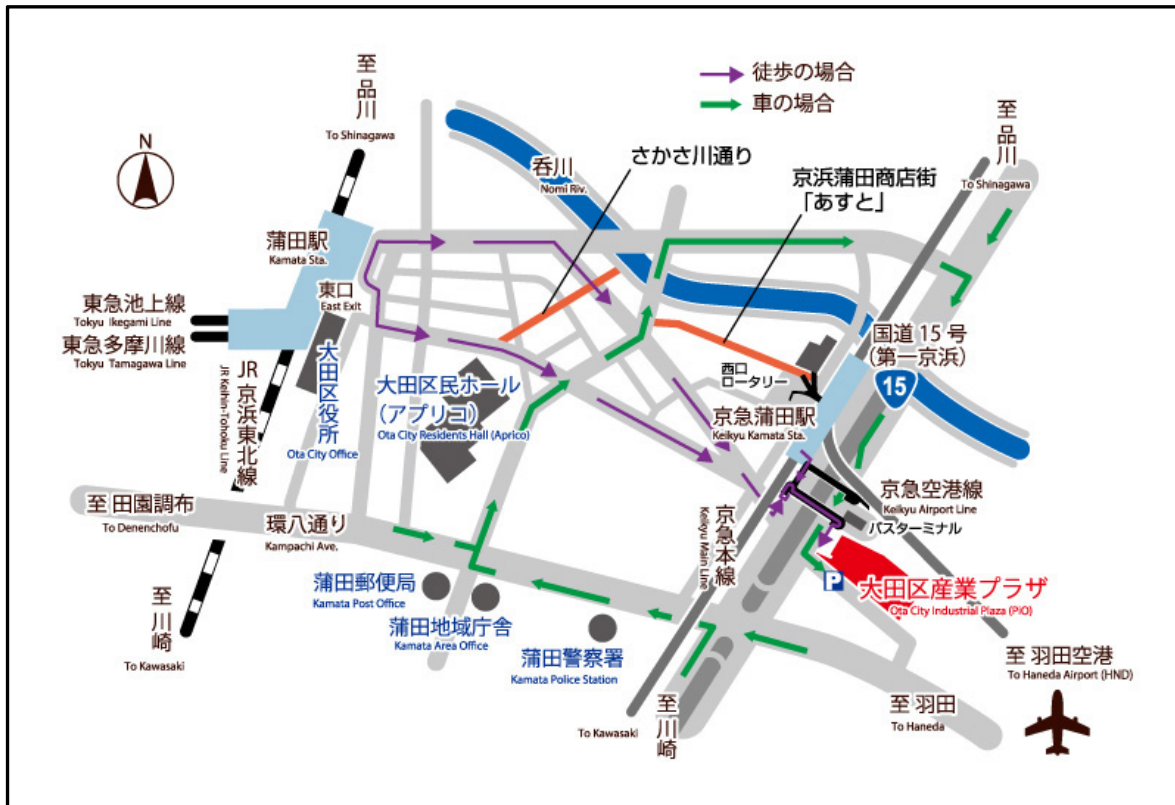 徒歩の場合
車の場合
N
至 品川
To Shinagawa
さかさ川通り
呑川
Nomi Riv.
京浜蒲田商店街
「あすと」
至 品川
To Shinagawa
蒲田駅
Kamata Sta.
東口
East Exit
東急池上線
Tokyu Ikegami Line
東急多摩川線
Tokyu Tamagawa Line
JR 京浜東北線
JR Keihin-Tohoku Line
大田区役所
Ota City Office
大田区民ホール
(アプリコ)
Ota City Residents Hall (Aprico)
西口
ロータリー
国道 15 号
(第一京浜)
15
京急蒲田駅
Keikyu Kamata Sta.
京急空港線
Keikyu Airport Line
バスターミナル
京急本線
Keikyu Main Line
至 田園調布
To Denenchofu
環八通り
Kampachi Ave.
P
大田区産業プラザ
Ota City Industrial Plaza (PiO)
蒲田郵便局
Kamata Post Office
蒲田地域庁舎
Kamata Area Office
蒲田警察署
Kamata Police Station
至 川崎
To Kawasaki
至 川崎
To Kawasaki
至 羽田
To Haneda
至 羽田空港
To Haneda Airport (HND)